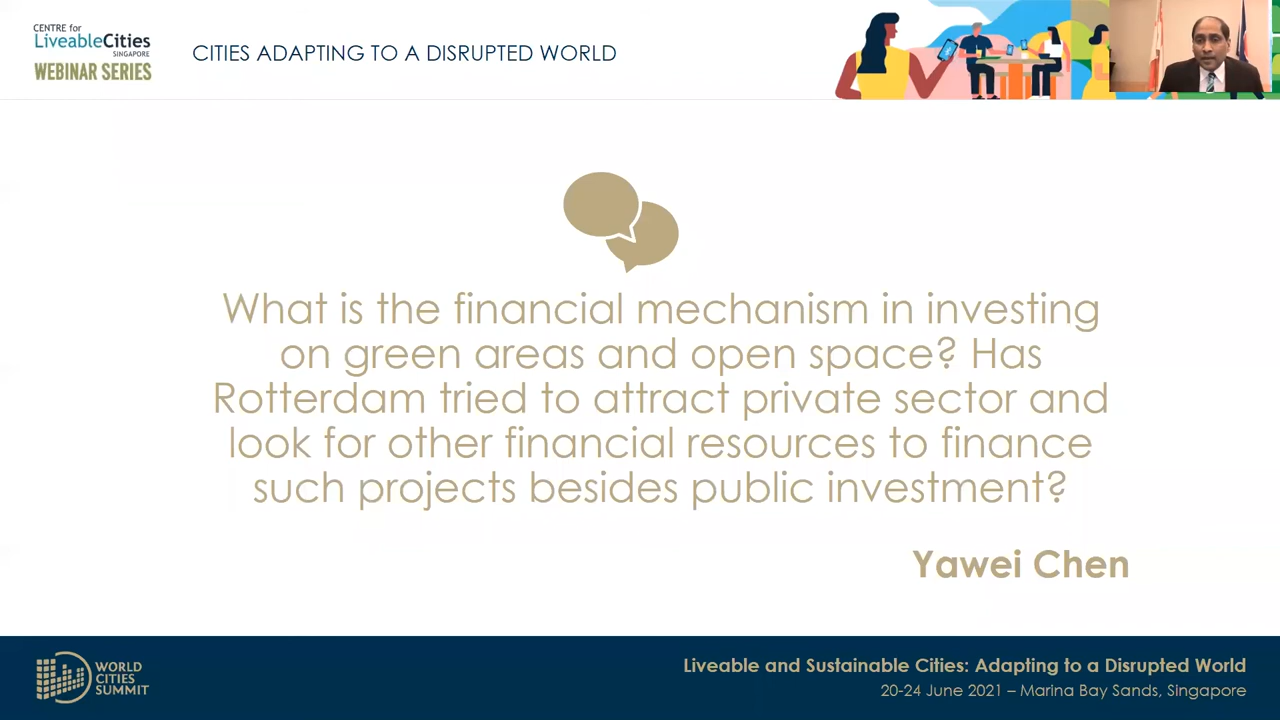 CENTRE for
LiveableCities
SINGAPORE
WEBINAR SERIES
CITIES ADAPTING TO A DISRUPTED WORLD
What is the financial mechanism in investing
on green areas and open space? Has
Rotterdam tried to attract private sector and
look for other financial resources to finance
such projects besides public investment?
Yawei Chen
WORLD
CITIES
SUMMIT
Liveable and Sustainable Cities: Adapting to a Disrupted World
20-24 June 2021 – Marina Bay Sands, Singapore